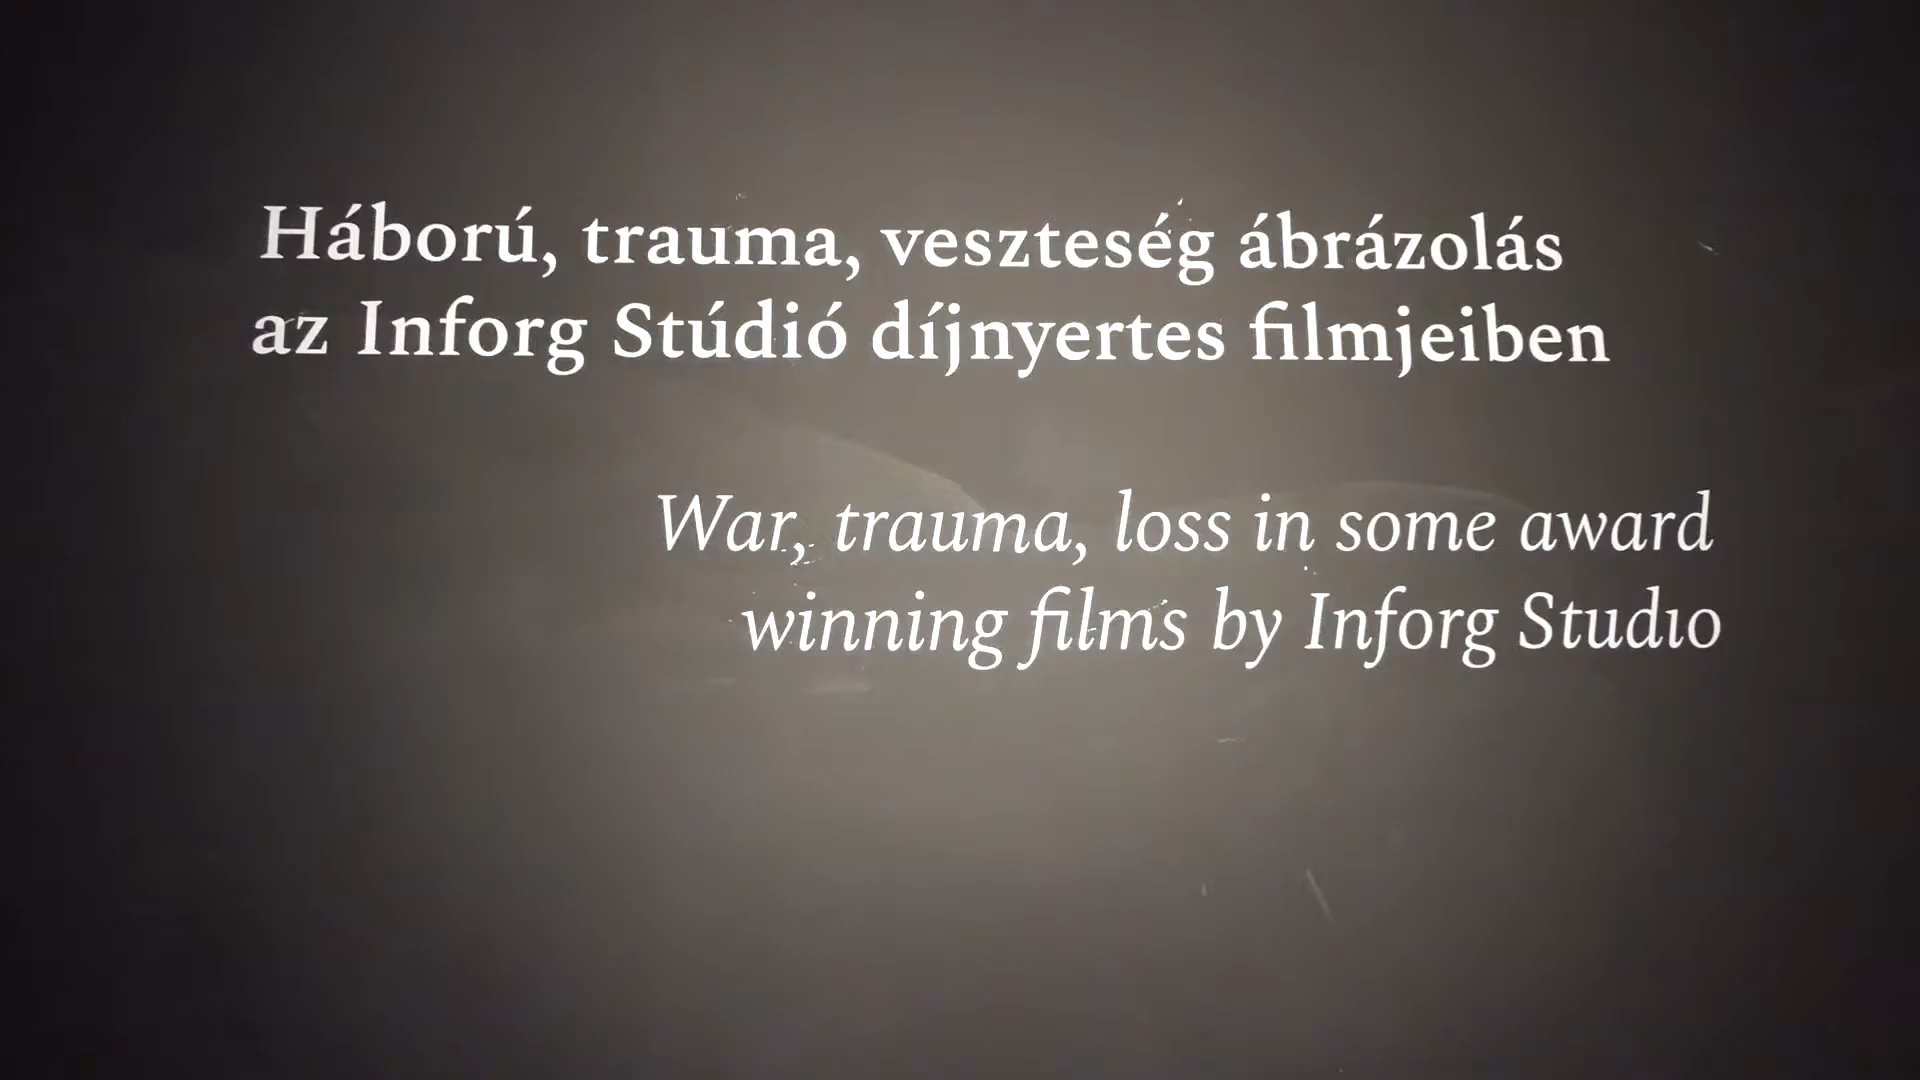 Háború, trauma, veszteség ábrázolás
az Inforg Stúdió díjnyertes filmjeiben
War, trauma, loss in some award
winning films by Inforg Studio